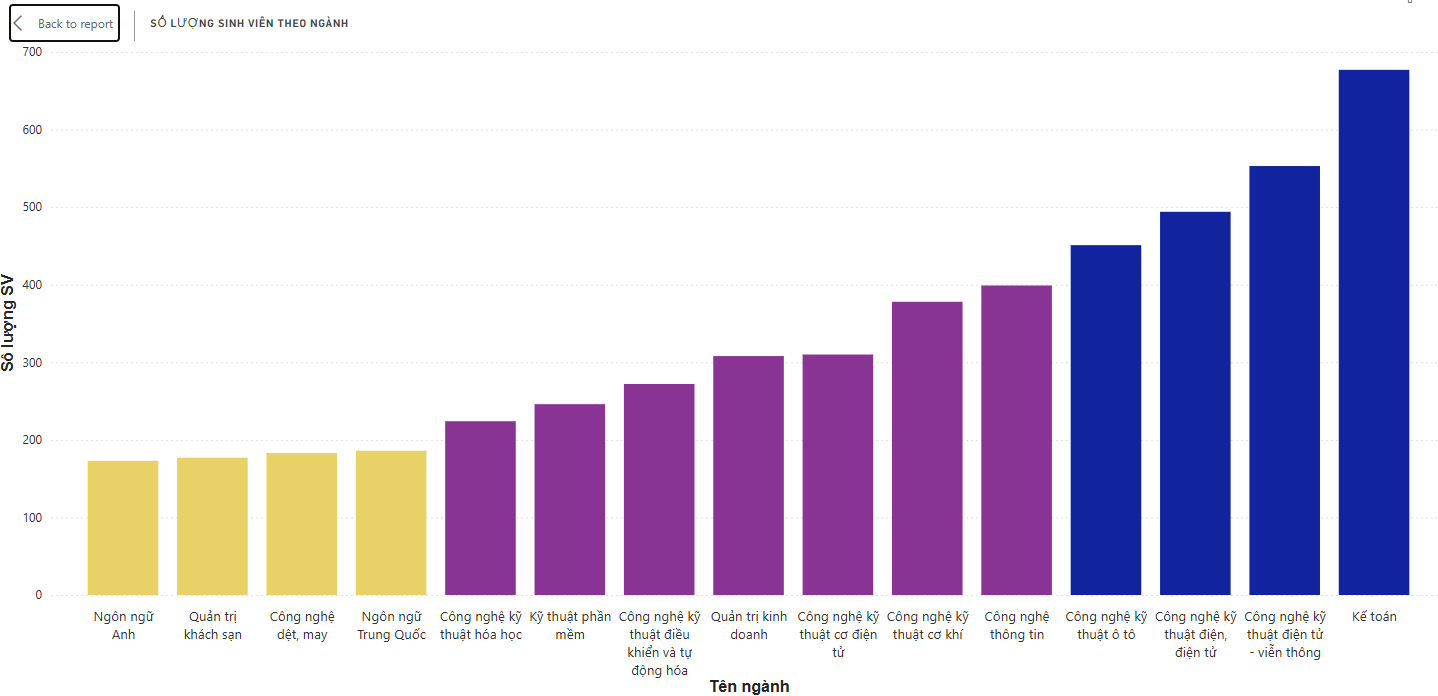 Back to report
SỐ LƯỢNG SINH VIÊN THEO NGÀNH
700
600
500
400
300
200
100
0
Số lượng SV
Ngôn ngữ
Anh
Quản trị
khách sạn
Công nghệ
dệt, may
Ngôn ngữ
Trung Quốc
Công nghệ kỹ
thuật hóa học
Kỹ thuật phần
mềm
Công nghệ kỹ
thuật điều
khiển và tự
động hóa
Quản trị kinh
doanh
Công nghệ kỹ
thuật cơ điện
tử
Công nghệ kỹ
thuật cơ khí
Công nghệ
thông tin
Công nghệ kỹ
thuật ô tô
Công nghệ kỹ
thuật điện,
điện tử
Công nghệ kỹ
thuật điện tử
- viễn thông
Kế toán
Tên ngành